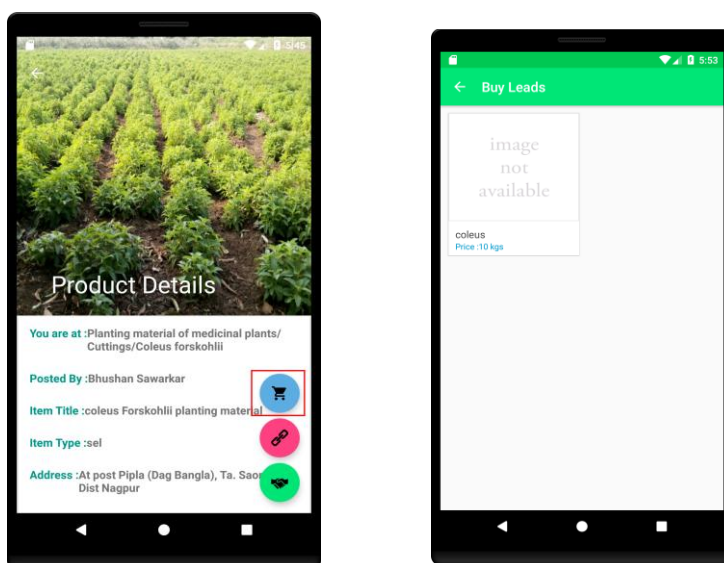 5:45
Product Details
You are at :Planting material of medicinal plants/
Cuttings/Coleus forskohlii
Posted By :Bhushan Sawarkar
Item Title :coleus Forskohlii planting material
Item Type :sel
Address :At post Pipla (Dag Bangla), Ta.
Dist Nagpur
5:53
Buy Leads
image
not
available
coleus
Price :10 kgs